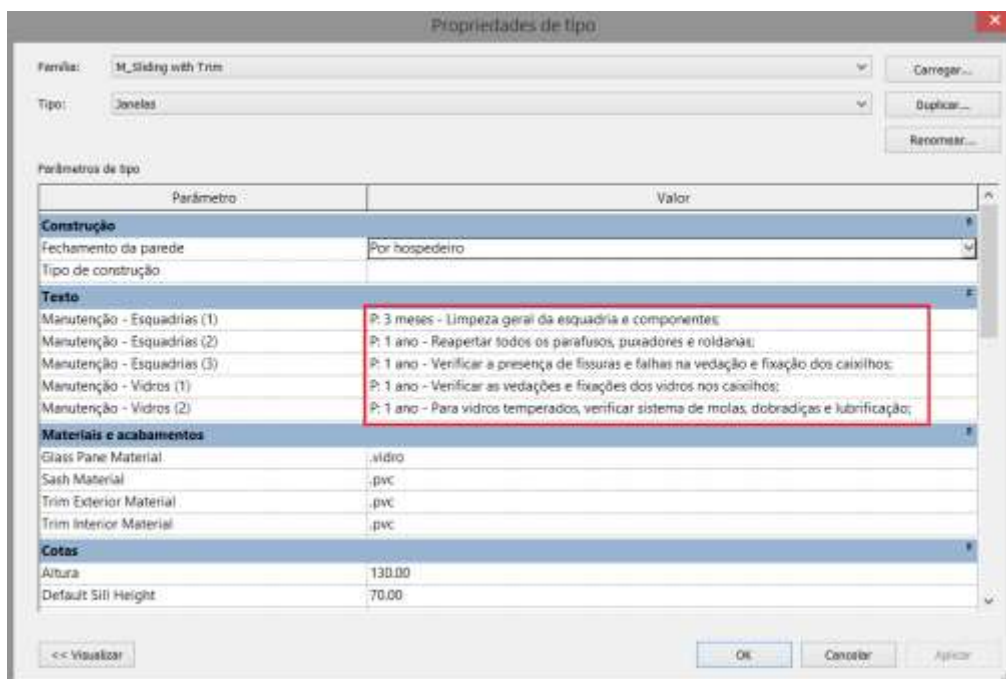 Propriedades de tipo
Família: M_Sliding with Trim Carregar...
Tipo: Janelas Duplicar...
Renomear...
Parâmetros de tipo
Parâmetro Valor
Construção
Fechamento da parede Por hospedeiro
Tipo de construção
Texto
Manutenção - Esquadrias (1) P: 3 meses - Limpeza geral da esquadria e componentes;
Manutenção - Esquadrias (2) P: 1 ano - Reapertar todos os parafusos, puxadores e roldanas;
Manutenção - Esquadrias (3) P: 1 ano - Verificar a presença de fissuras e falhas na vedação e fixação dos caixilhos;
Manutenção - Vidros (1) P: 1 ano - Verificar as vedações e fixações dos vidros nos caixilhos;
Manutenção - Vidros (2) P: 1 ano - Para vidros temperados, verificar sistema de molas, dobradiças e lubrificação;
Materiais e acabamentos
Glass Pane Material .vidro
Sash Material .pvc
Trim Exterior Material .pvc
Trim Interior Material .pvc
Cotas
Altura 130.00
Default Sill Height 70.00
<< Visualizar OK Cancelar Aplicar